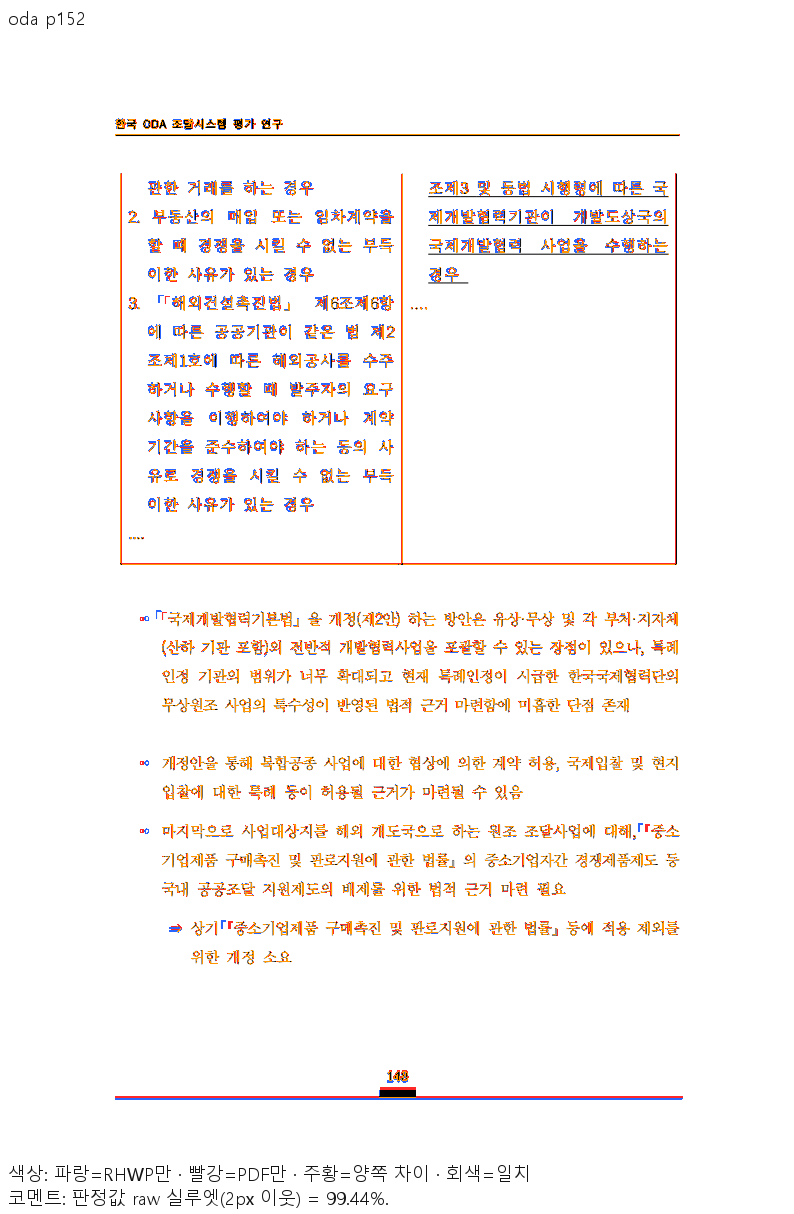 oda p152
한국 ODA 조달시스템 평가 연구
관한 거래를 하는 경우
2. 부동산의 매입 또는 임차계약을
할 때 경쟁을 시킬 수 없는 부득
이한 사유가 있는 경우
3. 「「해외건설촉진법」 제6조제6항
에 따른 공공기관이 같은 법 제2
조제1호에 따른 해외공사를 수주
하거나 수행할 때 발주자의 요구
사항을 이행하여야 하거나 계약
기간을 준수하여야 하는 등의 사
유로 경쟁을 시킬 수 없는 부득
이한 사유가 있는 경우
....
조제3 및 동법 시행령에 따른 국
제개발협력기관이 개발도상국의
국제개발협력 사업을 수행하는
경우
....
∞「「국제개발협력기본법」을 개정(제2안) 하는 방안은 유상·무상 및 각 부처·지자체
(산하 기관 포함)의 전반적 개발협력사업을 포괄할 수 있는 장점이 있으나, 특례
인정 기관의 범위가 너무 확대되고 현재 특례인정이 시급한 한국국제협력단의
무상원조 사업의 특수성이 반영된 법적 근거 마련함에 미흡한 단점 존재
∞ 개정안을 통해 복합공종 사업에 대한 협상에 의한 계약 허용, 국제입찰 및 현지
입찰에 대한 특례 등이 허용될 근거가 마련될 수 있음
∞ 마지막으로 사업대상지를 해외 개도국으로 하는 원조 조달사업에 대해,「「중소
기업제품 구매촉진 및 판로지원에 관한 법률」의 중소기업자간 경쟁제품제도 등
국내 공공조달 지원제도의 배제를 위한 법적 근거 마련 필요
⇒ 상기「「중소기업제품 구매촉진 및 판로지원에 관한 법률」등에 적용 제외를
위한 개정 소요
148
색상: 파랑=RHWP만 · 빨강=PDF만 · 주황=양쪽 차이 · 회색=일치
코멘트: 판정값 raw 실루엣(2px 이웃) = 99.44%.